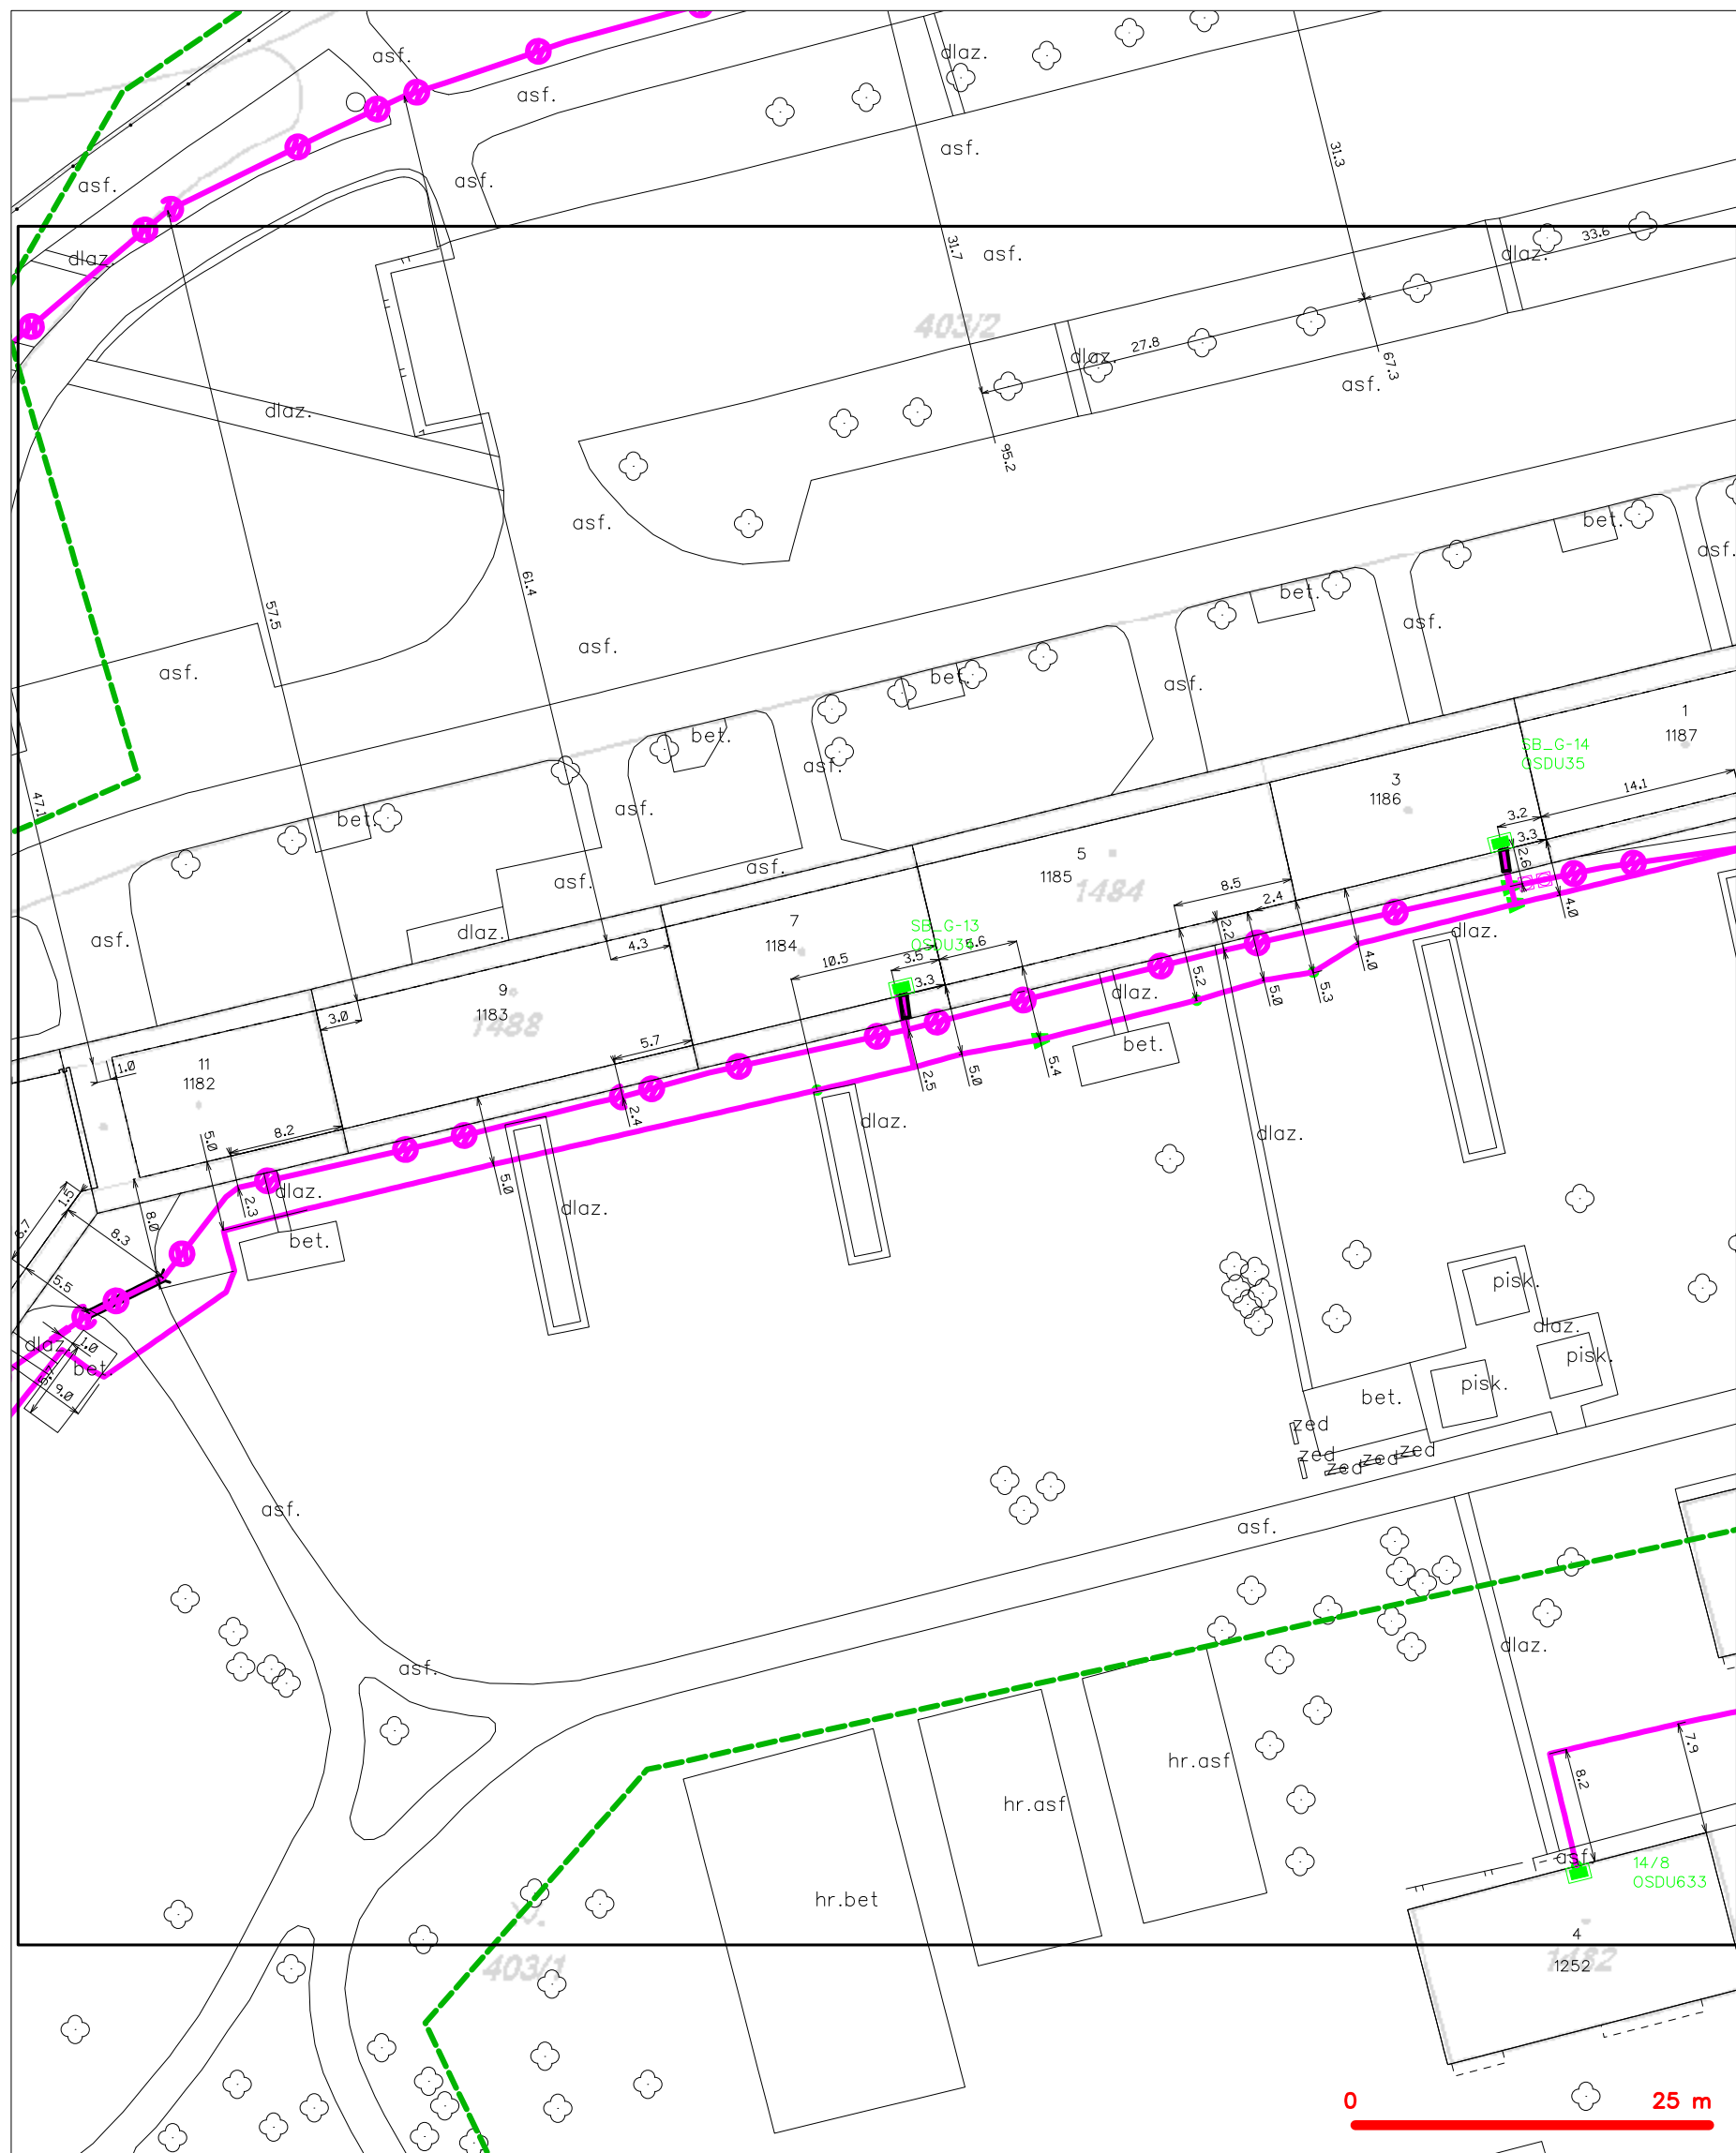 asf.
dlaz.
asf.
asf.
31.3
asf.
asf.
33.6
31.7
asf.
dlaz.
dlaz.
403/2
27.8
dlaz.
67.3
asf.
dlaz.
95.2
asf.
bet.
asf.
61.4
57.5
bet.
asf.
asf.
asf.
asf.
bet.
1
bet.
1187
SB_G-14
OSDU35
asf.
3
1186
14.1
47.1
asf.
bet.
3.2
3.3
2.6
5
1185
1484
asf.
asf.
8.5
2.4
4.0
7
1184
SB_G-13
OSDU34
dlaz.
asf.
4.3
5.6
2.2
dlaz.
10.5
3.5
3.3
5.2
5.0
5.3
4.0
9
1183
1488
3.0
dlaz.
5.7
bet.
5.4
11
1182
1.0
2.5
5.0
2.4
dlaz.
8.2
5.0
dlaz.
5.0
dlaz.
2.3
dlaz.
1.5
8.0
6.7
8.3
bet.
5.5
pisk.
dlaz.
1.0
dlaz.
bet.
pisk.
5.7
9.0
pisk.
bet.
zed
zed
zed
zed
zed
asf.
asf.
dlaz.
asf.
7.9
hr.asf
8.2
hr.asf
asf.
14/8
OSDU633
hr.bet
4
403/1
1482
1252
0
25 m